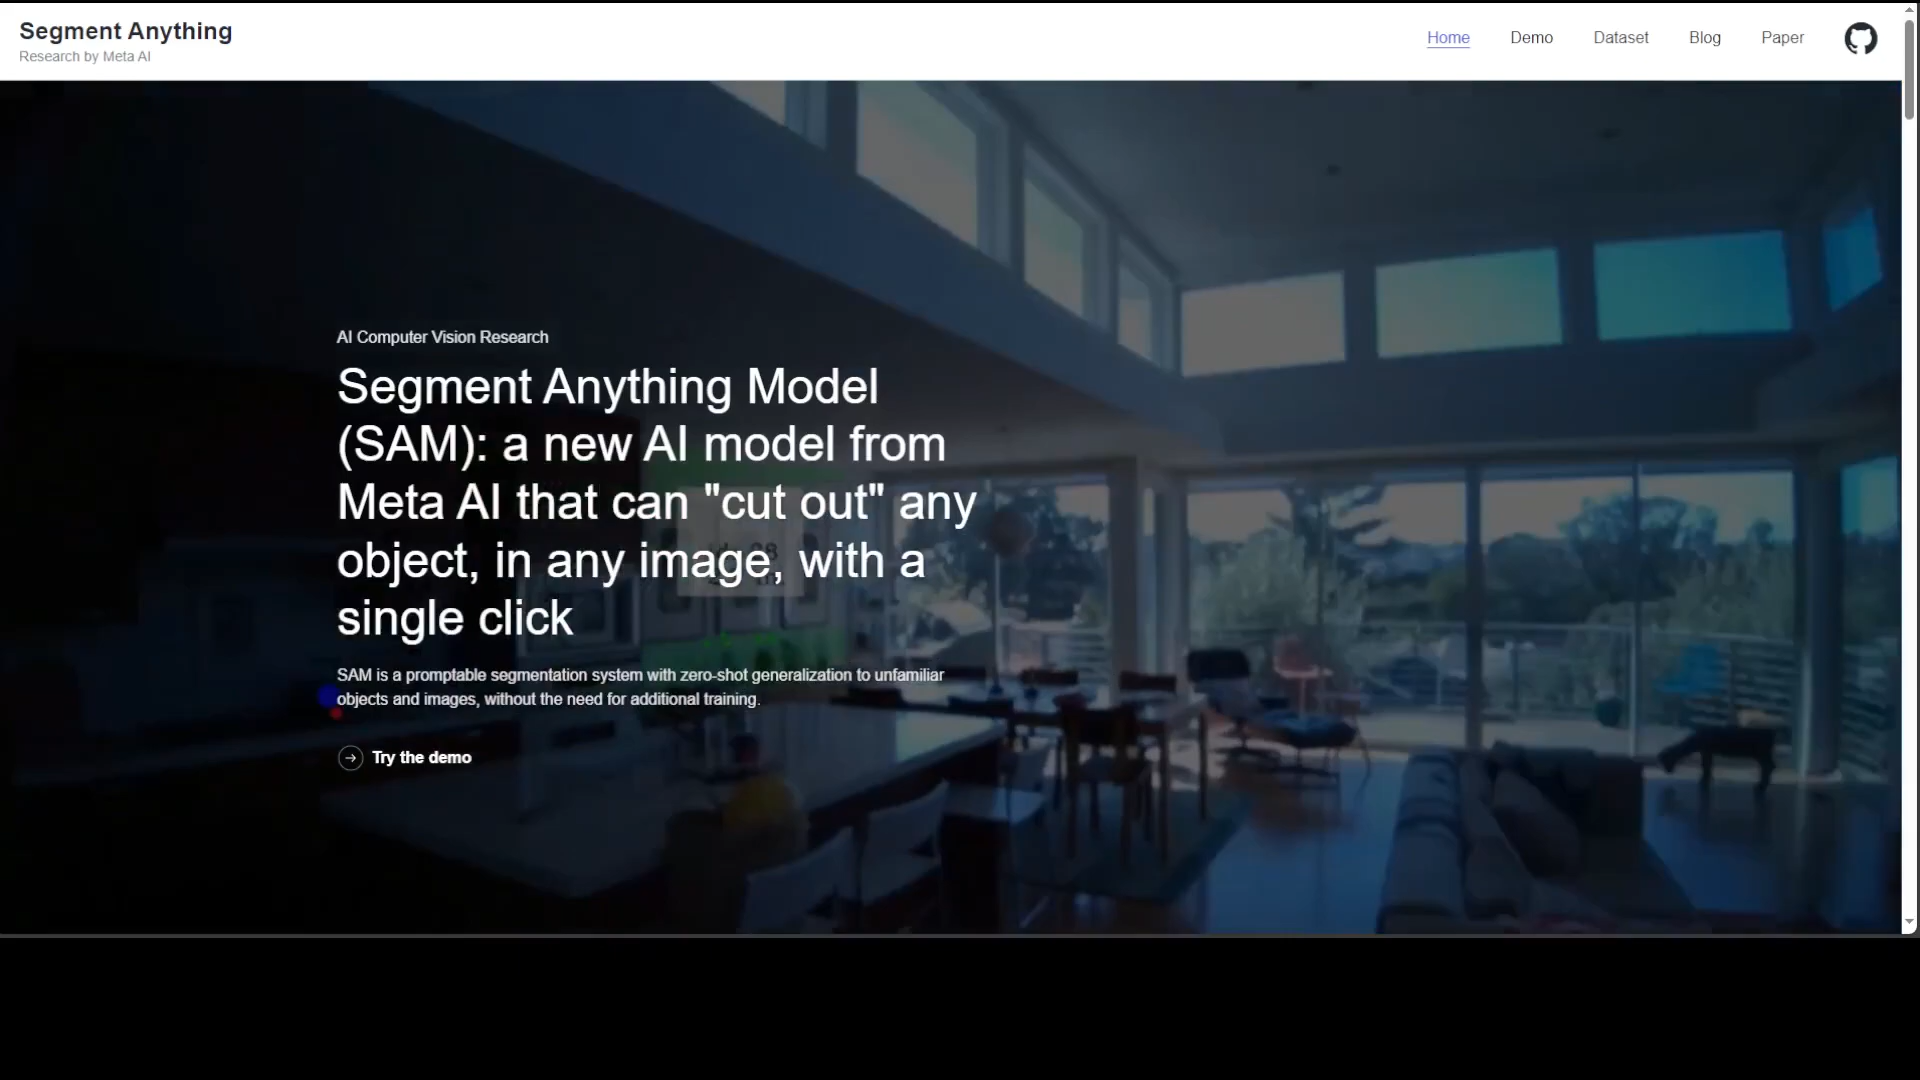 Segment Anything
Research by Meta AI
Home Demo Dataset Blog Paper
AI Computer Vision Research
Segment Anything Model
(SAM): a new AI model from
Meta AI that can "cut out" any
object, in any image, with a
single click
SAM is a promptable segmentation system with zero-shot generalization to unfamiliar
objects and images, without the need for additional training.
Try the demo